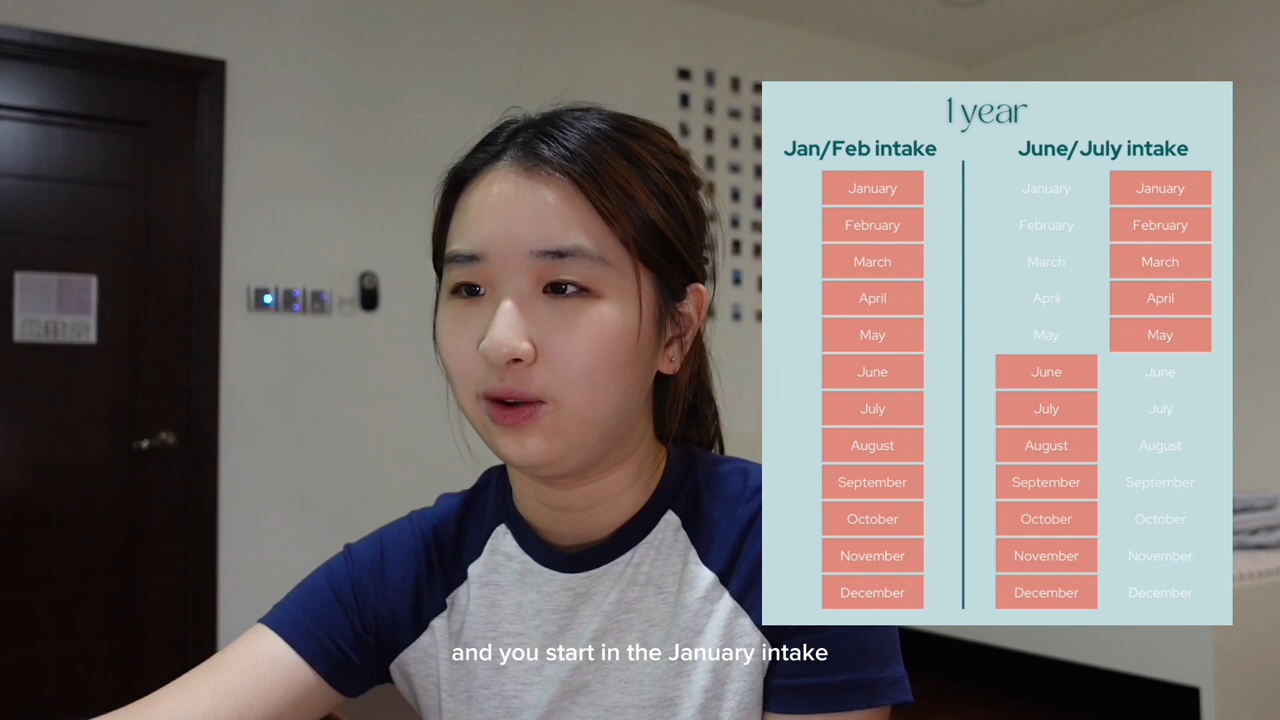 1 year
Jan/Feb intake
January
February
March
April
May
June
July
August
September
October
November
December
June/July intake
January
February
March
April
May
June
July
August
September
October
November
December
January
February
March
April
May
June
July
August
September
October
November
December
and you start in the January intake